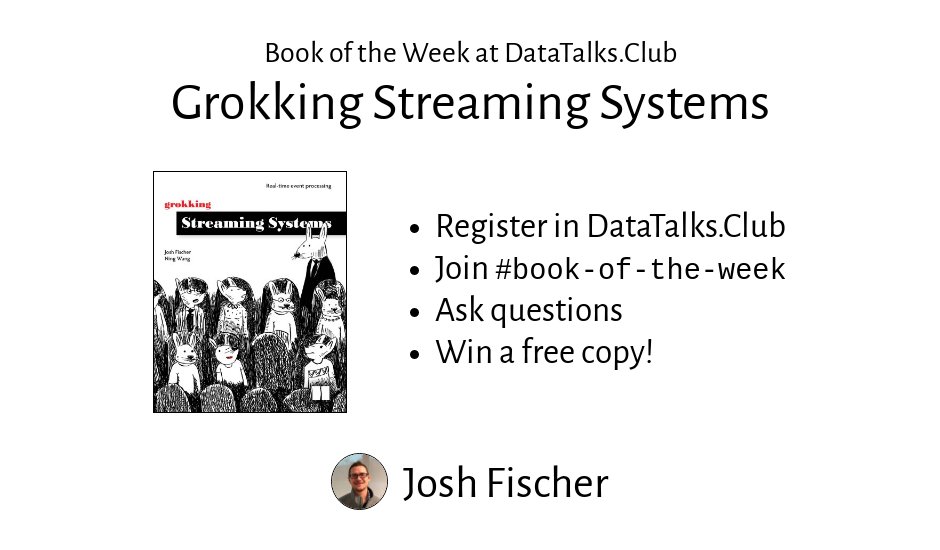 Book of the Week at DataTalks.Club
Grokking Streaming Systems
Real-time event processing
grokking
Streaming Systems
Josh Fischer
Ning Wang
• Register in DataTalks.Club
• Join #book-of-the-week
• Ask questions
• Win a free copy!
Josh Fischer